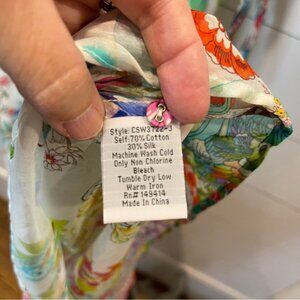 Style: CSW3722-3
Self:70% Cotton
30% Silk
Machine Wash Cold
Only Non Chlorine
Bleach
Tumble Dry Low
Warm Iron
Rn# 149414
Made In China